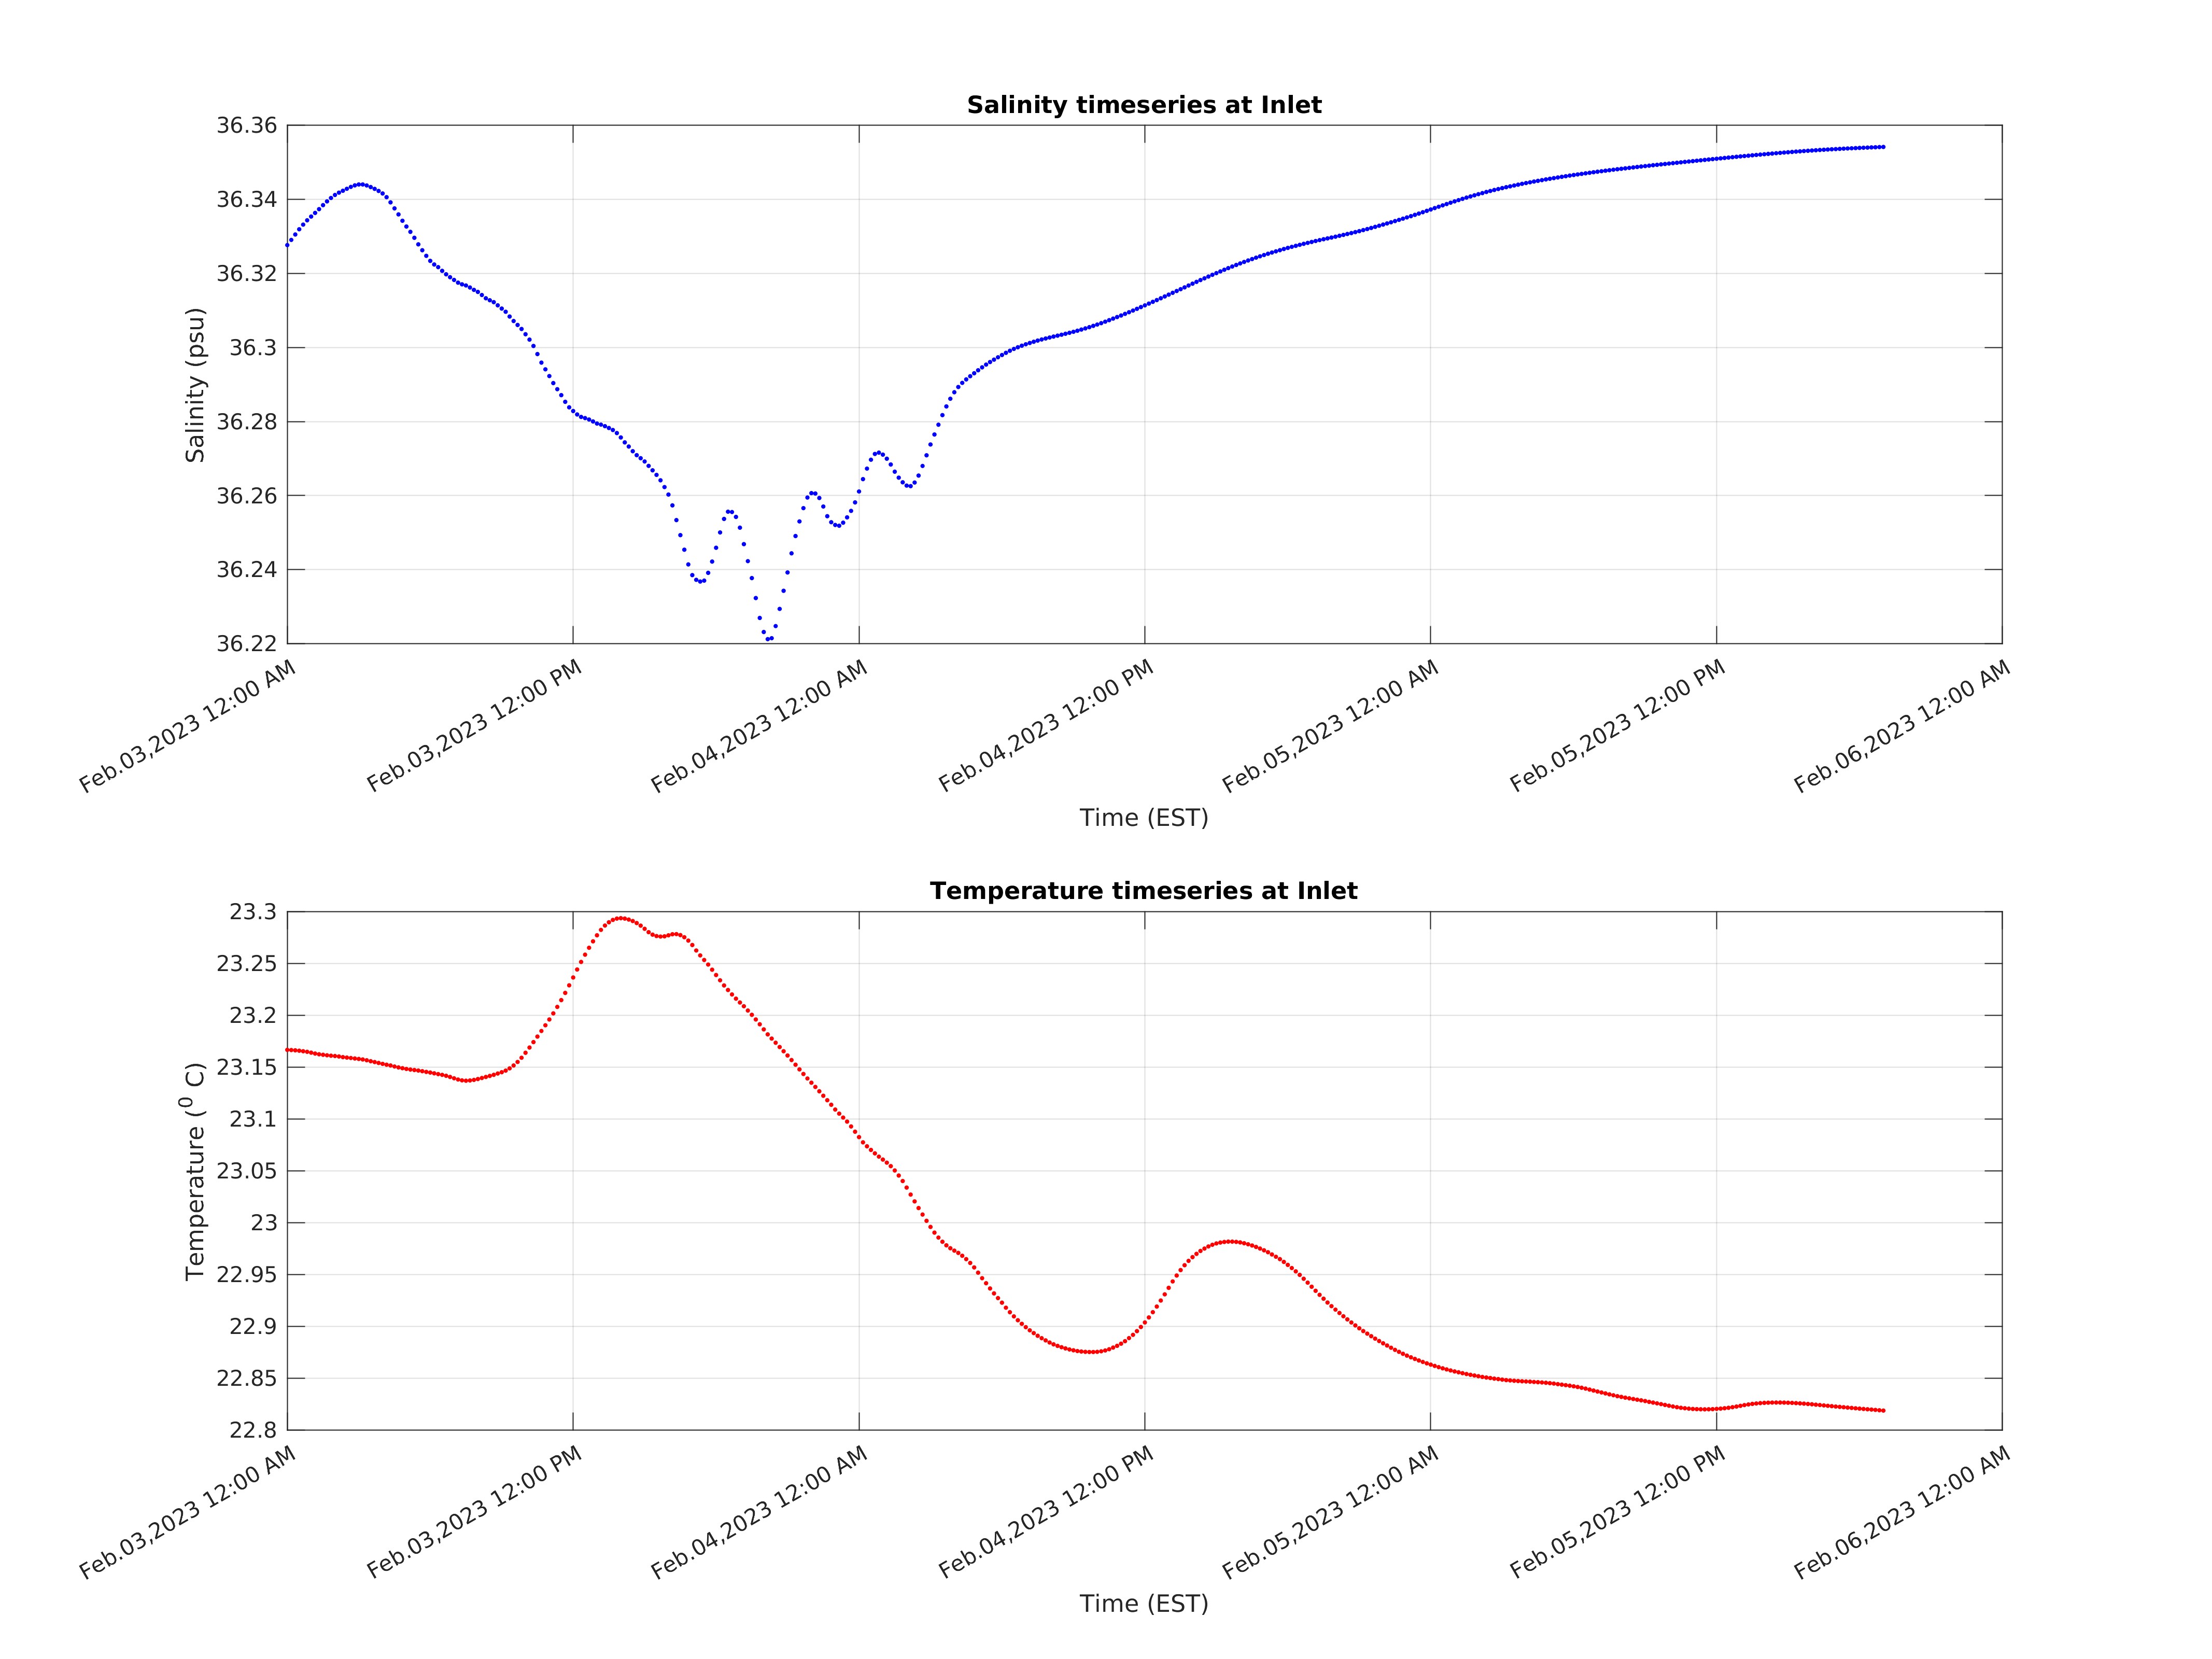 Salinity timeseries at Inlet
36.36
36.34
36.32
36.3
36.28
36.26
36.24
36.22
Salinity (psu)
Feb.03,2023 12:00 AM
Feb.03,2023 12:00 PM
Feb.04,2023 12:00 AM
Feb.04,2023 12:00 PM
Feb.05,2023 12:00 AM
Feb.05,2023 12:00 PM
Feb.06,2023 12:00 AM
Time (EST)
Temperature timeseries at Inlet
23.3
23.25
23.2
23.15
23.1
23.05
23
22.95
22.9
22.85
22.8
Temperature (⁰ C)
Feb.03,2023 12:00 AM
Feb.03,2023 12:00 PM
Feb.04,2023 12:00 AM
Feb.04,2023 12:00 PM
Feb.05,2023 12:00 AM
Feb.05,2023 12:00 PM
Feb.06,2023 12:00 AM
Time (EST)